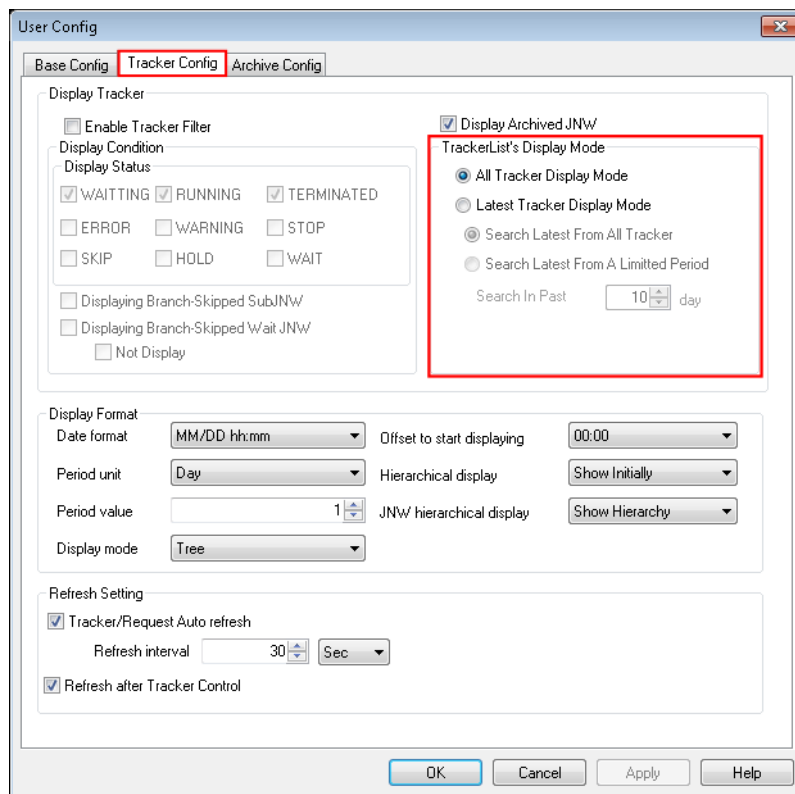 User Config
Base Config Tracker Config Archive Config
Display Tracker
Enable Tracker Filter
Display Condition
Display Status
WAITTING RUNNING TERMINATED
ERROR WARNING STOP
SKIP HOLD WAIT
Displaying Branch-Skipped SubJNW
Displaying Branch-Skipped Wait JNW
Not Display
Display Archived JNW
TrackerList's Display Mode
All Tracker Display Mode
Latest Tracker Display Mode
Search Latest From All Tracker
Search Latest From A Limitted Period
Search In Past 10 day
Display Format
Date format MM/DD hh:mm Offset to start displaying 00:00
Period unit Day Hierarchical display Show Initially
Period value 1 JNW hierarchical display Show Hierarchy
Display mode Tree
Refresh Setting
Tracker/Request Auto refresh
Refresh interval 30 Sec
Refresh after Tracker Control
OK Cancel Apply Help